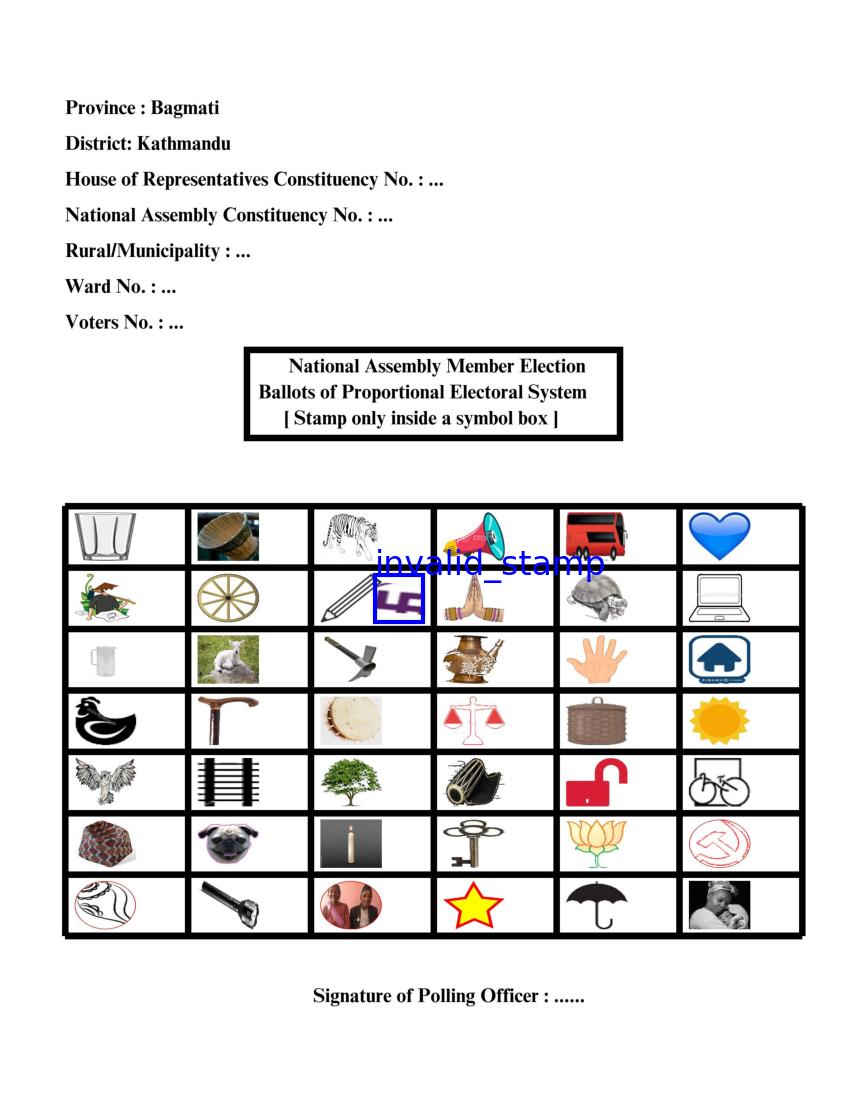 Province : Bagmati
District: Kathmandu
House of Representatives Constituency No. : ...
National Assembly Constituency No. : ...
Rural/Municipality : ...
Ward No. : ...
Voters No. : ...
National Assembly Member Election
Ballots of Proportional Electoral System
[ Stamp only inside a symbol box ]
invalid_stamp
Signature of Polling Officer : ......